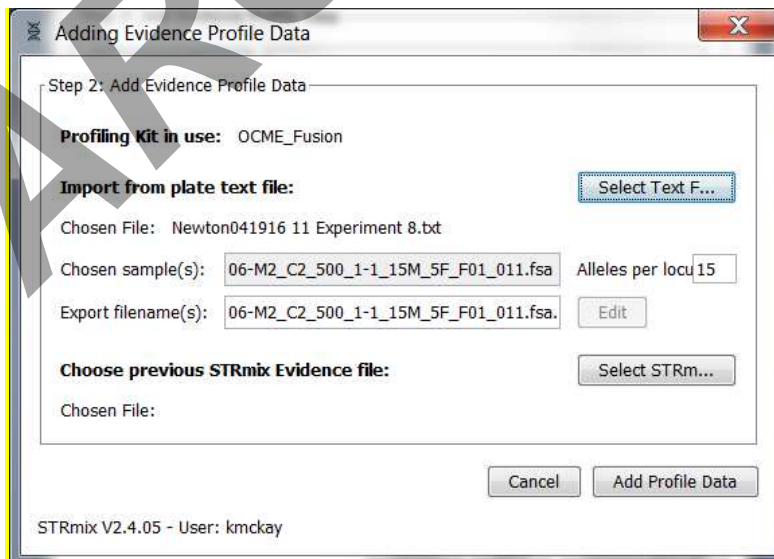 Adding Evidence Profile Data
Step 2: Add Evidence Profile Data
Profiling Kit in use: OCME_Fusion
Import from plate text file: Select Text F...
Chosen File: Newton041916 11 Experiment 8.txt
Chosen sample(s): 06-M2_C2_500_1-1_15M_5F_F01_011.fsa Alleles per locu 15
Export filename(s): 06-M2_C2_500_1-1_15M_5F_F01_011.fsa. Edit
Choose previous STRmix Evidence file: Select STRm...
Chosen File:
Cancel Add Profile Data
STRmix V2.4.05 - User: kmckay